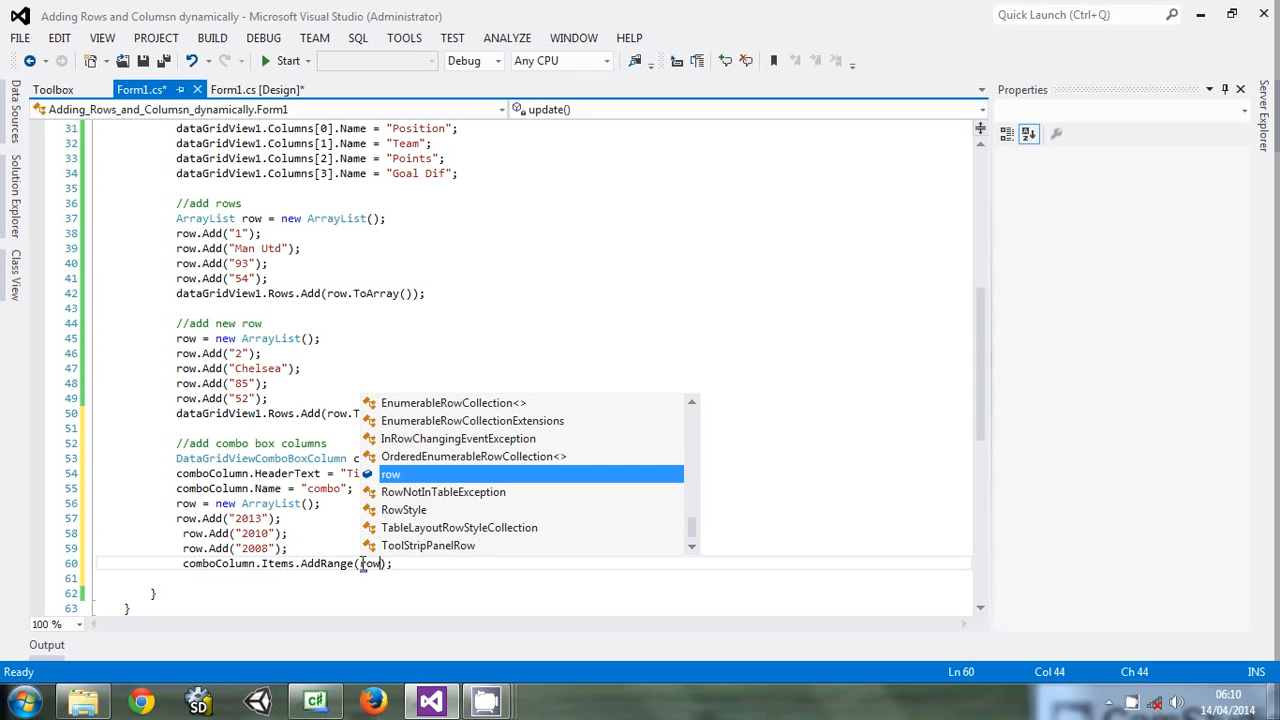 Adding Rows and Columsn dynamically - Microsoft Visual Studio (Administrator)
Quick Launch (Ctrl+Q)
FILE EDIT VIEW PROJECT BUILD DEBUG TEAM SQL TOOLS TEST ANALYZE WINDOW HELP
Start Debug Any CPU
Toolbox Form1.cs* Form1.cs [Design]* Properties
Adding_Rows_and_Columsn_dynamically.Form1 update()
Data Sources
Solution Explorer
Class View
Server Explorer
31 dataGridView1.Columns[0].Name = "Position";
32 dataGridView1.Columns[1].Name = "Team";
33 dataGridView1.Columns[2].Name = "Points";
34 dataGridView1.Columns[3].Name = "Goal Dif";
35
36 //add rows
37 ArrayList row = new ArrayList();
38 row.Add("1");
39 row.Add("Man Utd");
40 row.Add("93");
41 row.Add("54");
42 dataGridView1.Rows.Add(row.ToArray());
43
44 //add new row
45 row = new ArrayList();
46 row.Add("2");
47 row.Add("Chelsea");
48 row.Add("85");
49 row.Add("52");
50 dataGridView1.Rows.Add(row.T
51
52 //add combo box columns
53 DataGridViewComboBoxColumn c
54 comboColumn.HeaderText = "Ti
55 comboColumn.Name = "combo";
56 row = new ArrayList();
57 row.Add("2013");
58 row.Add("2010");
59 row.Add("2008");
60 comboColumn.Items.AddRange(row);
61
62 }
63 }
EnumerableRowCollection<>
EnumerableRowCollectionExtensions
InRowChangingEventException
OrderedEnumerableRowCollection<>
row
RowNotInTableException
RowStyle
TableLayoutRowStyleCollection
ToolStripPanelRow
100 %
Output
Ready Ln 60 Col 44 Ch 44 INS
SD
C#
06:10
14/04/2014